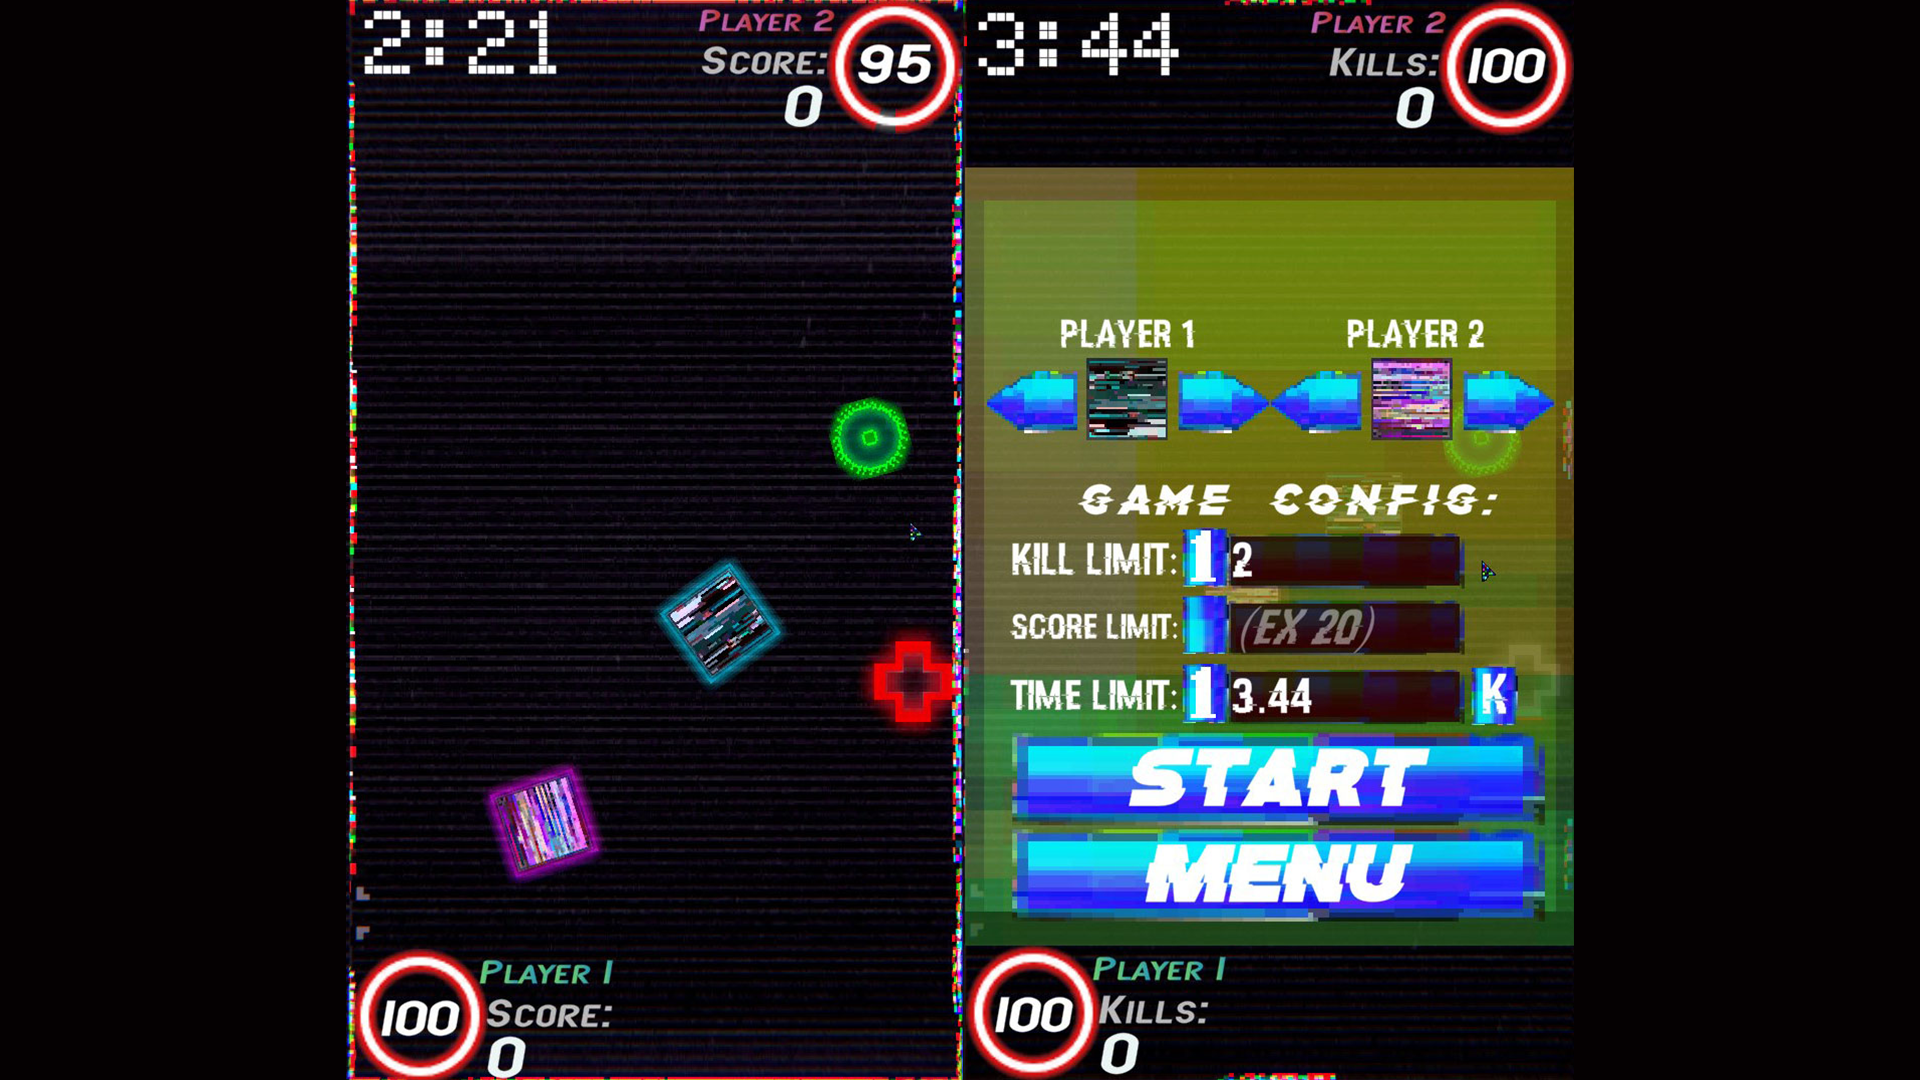 2:21
PLAYER 2
SCORE:
0
95
100
PLAYER 1
SCORE:
0
3:44
PLAYER 2
KILLS:
0
100
PLAYER 1
PLAYER 2
GAME CONFIG:
KILL LIMIT: 1 2
SCORE LIMIT: (EX 20)
TIME LIMIT: 1 3.44 K
START
MENU
100
PLAYER 1
KILLS:
0